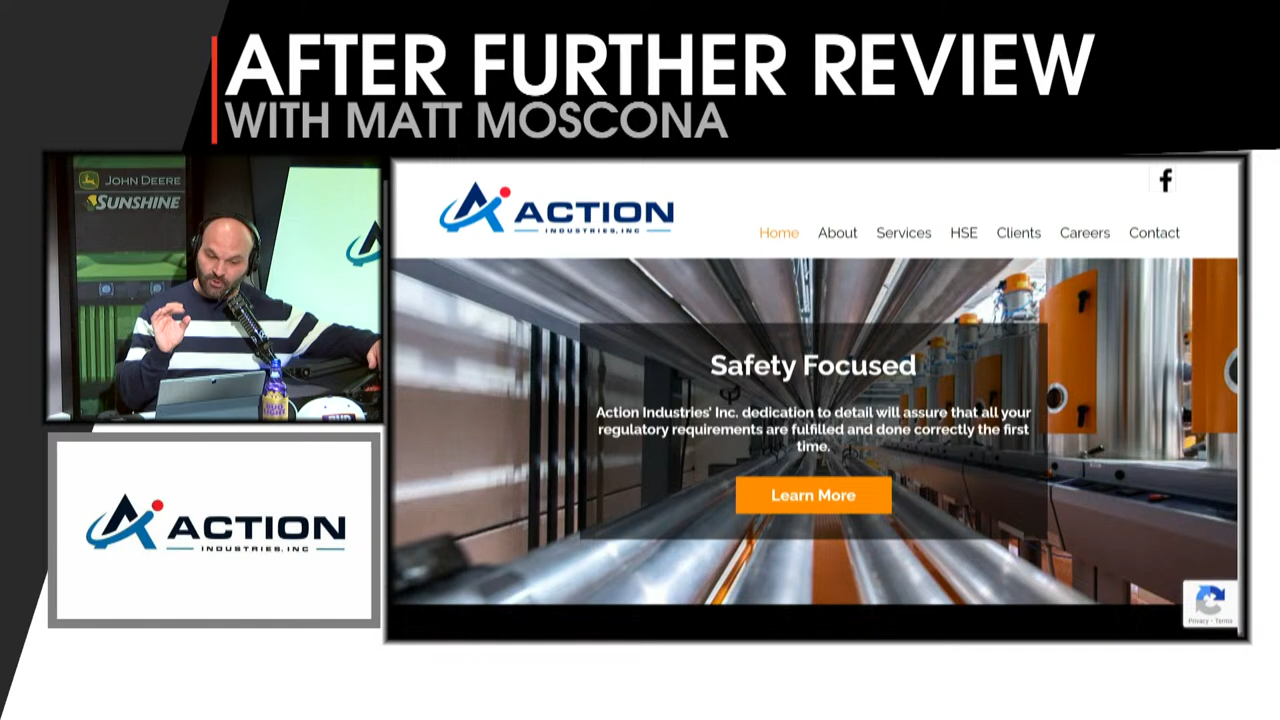 AFTER FURTHER REVIEW
WITH MATT MOSCONA
JOHN DEERE
SUNSHINE
BUD
LIGHT
ACTION
INDUSTRIES, INC
f
Home About Services HSE Clients Careers Contact
Safety Focused
Action Industries' Inc. dedication to detail will assure that all your
regulatory requirements are fulfilled and done correctly the first
time.
Learn More
Privacy - Terms
ACTION
INDUSTRIES, INC